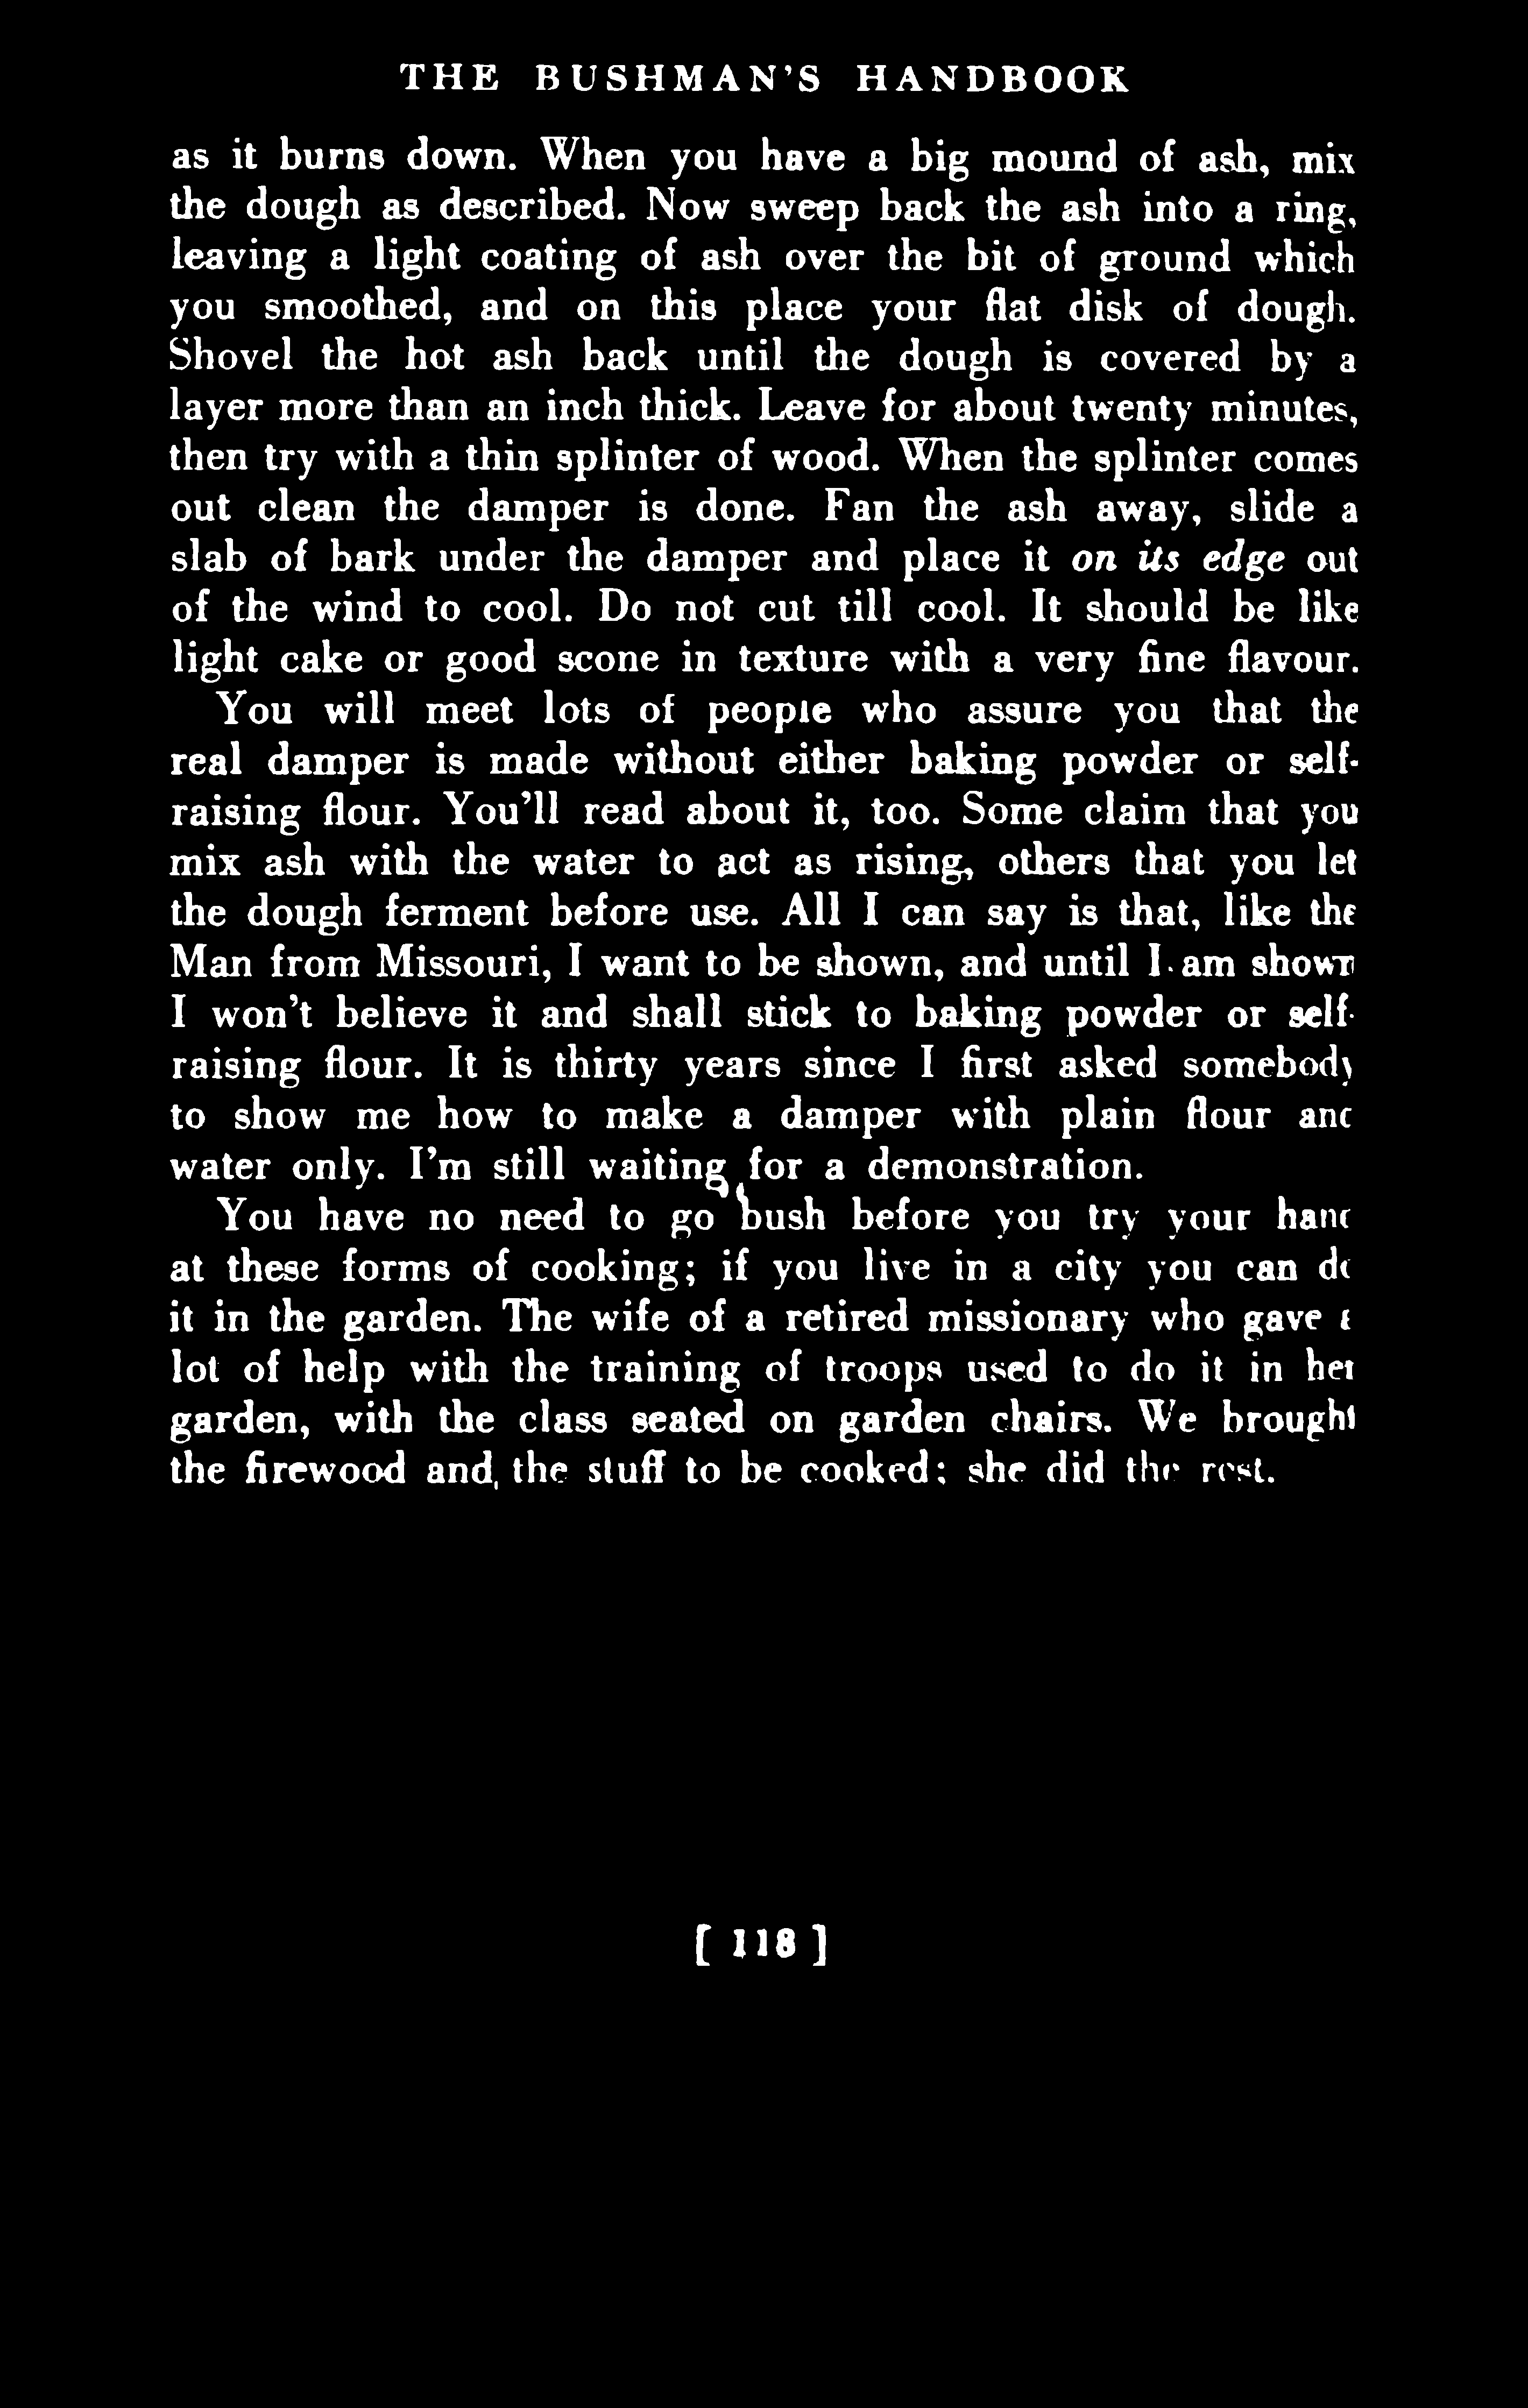 THE BUSHMAN'S HANDBOOK
as it burns down. When you have a big mound of ash, mix
the dough as described. Now sweep back the ash into a ring,
leaving a light coating of ash over the bit of ground which
you smoothed, and on this place your flat disk of dough.
Shovel the hot ash back until the dough is covered by a
layer more than an inch thick. Leave for about twenty minutes,
then try with a thin splinter of wood. When the splinter comes
out clean the damper is done. Fan the ash away, slide a
slab of bark under the damper and place it on its edge out
of the wind to cool. Do not cut till cool. It should be like
light cake or good scone in texture with a very fine flavour.
You will meet lots of people who assure you that the
real damper is made without either baking powder or self-
raising flour. You'll read about it, too. Some claim that you
mix ash with the water to act as rising, others that you let
the dough ferment before use. All I can say is that, like the
Man from Missouri, I want to be shown, and until I am shown
I won't believe it and shall stick to baking powder or self-
raising flour. It is thirty years since I first asked somebody
to show me how to make a damper with plain flour and
water only. I'm still waiting for a demonstration.
You have no need to go bush before you try your hand
at these forms of cooking; if you live in a city you can do
it in the garden. The wife of a retired missionary who gave a
lot of help with the training of troops used to do it in her
garden, with the class seated on garden chairs. We brought
the firewood and the stuff to be cooked; she did the rest.
[ 118 ]